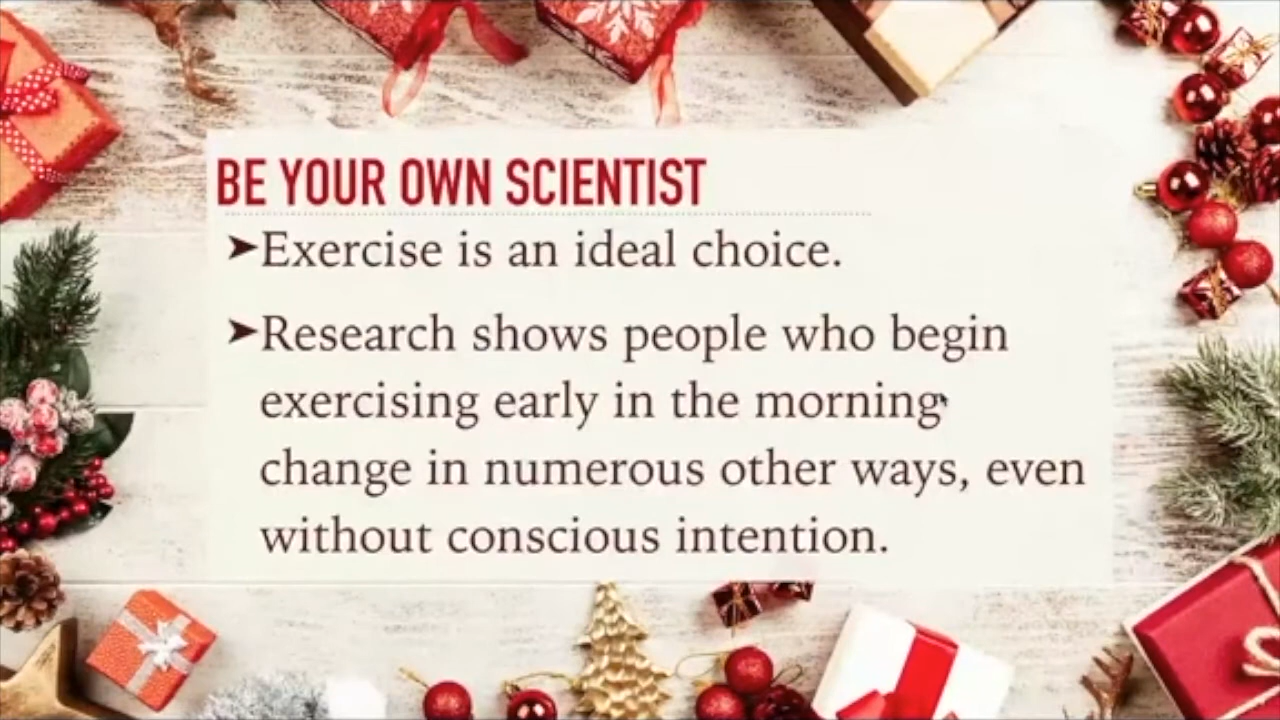 BE YOUR OWN SCIENTIST
➤Exercise is an ideal choice.
➤Research shows people who begin
exercising early in the morning
change in numerous other ways, even
without conscious intention.